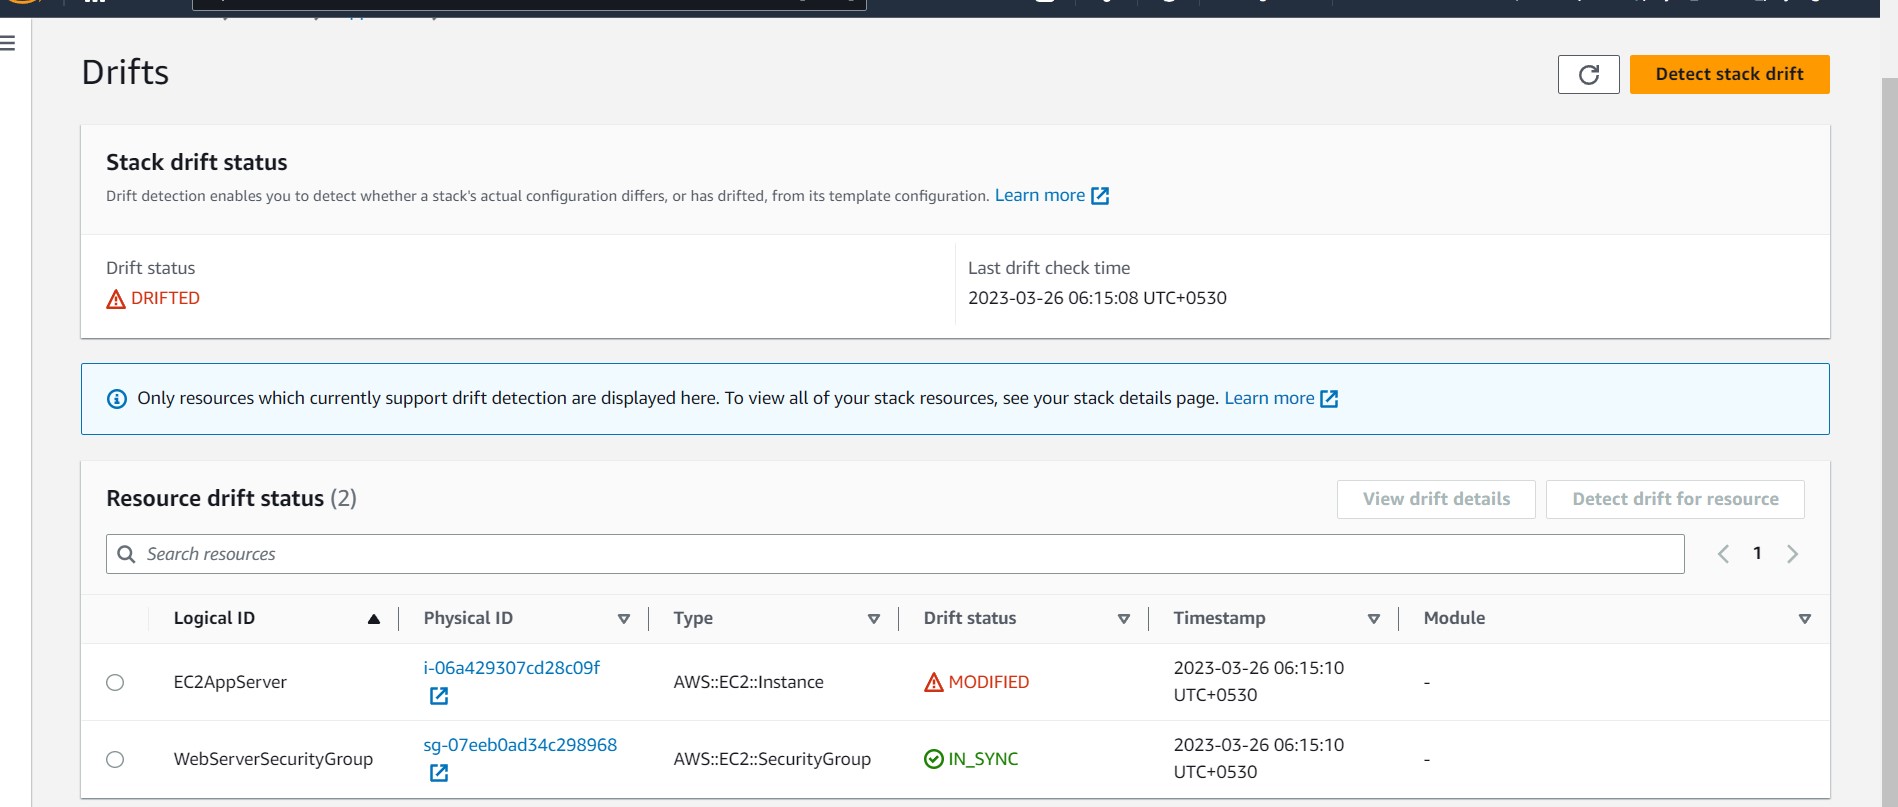 Drifts
Detect stack drift
Stack drift status
Drift detection enables you to detect whether a stack's actual configuration differs, or has drifted, from its template configuration. Learn more
Drift status
DRIFTED
Last drift check time
2023-03-26 06:15:08 UTC+0530
Only resources which currently support drift detection are displayed here. To view all of your stack resources, see your stack details page. Learn more
Resource drift status (2)
View drift details
Detect drift for resource
Search resources
1
Logical ID
Physical ID
Type
Drift status
Timestamp
Module
EC2AppServer
i-06a429307cd28c09f
AWS::EC2::Instance
MODIFIED
2023-03-26 06:15:10
UTC+0530
-
WebServerSecurityGroup
sg-07eeb0ad34c298968
AWS::EC2::SecurityGroup
IN_SYNC
2023-03-26 06:15:10
UTC+0530
-